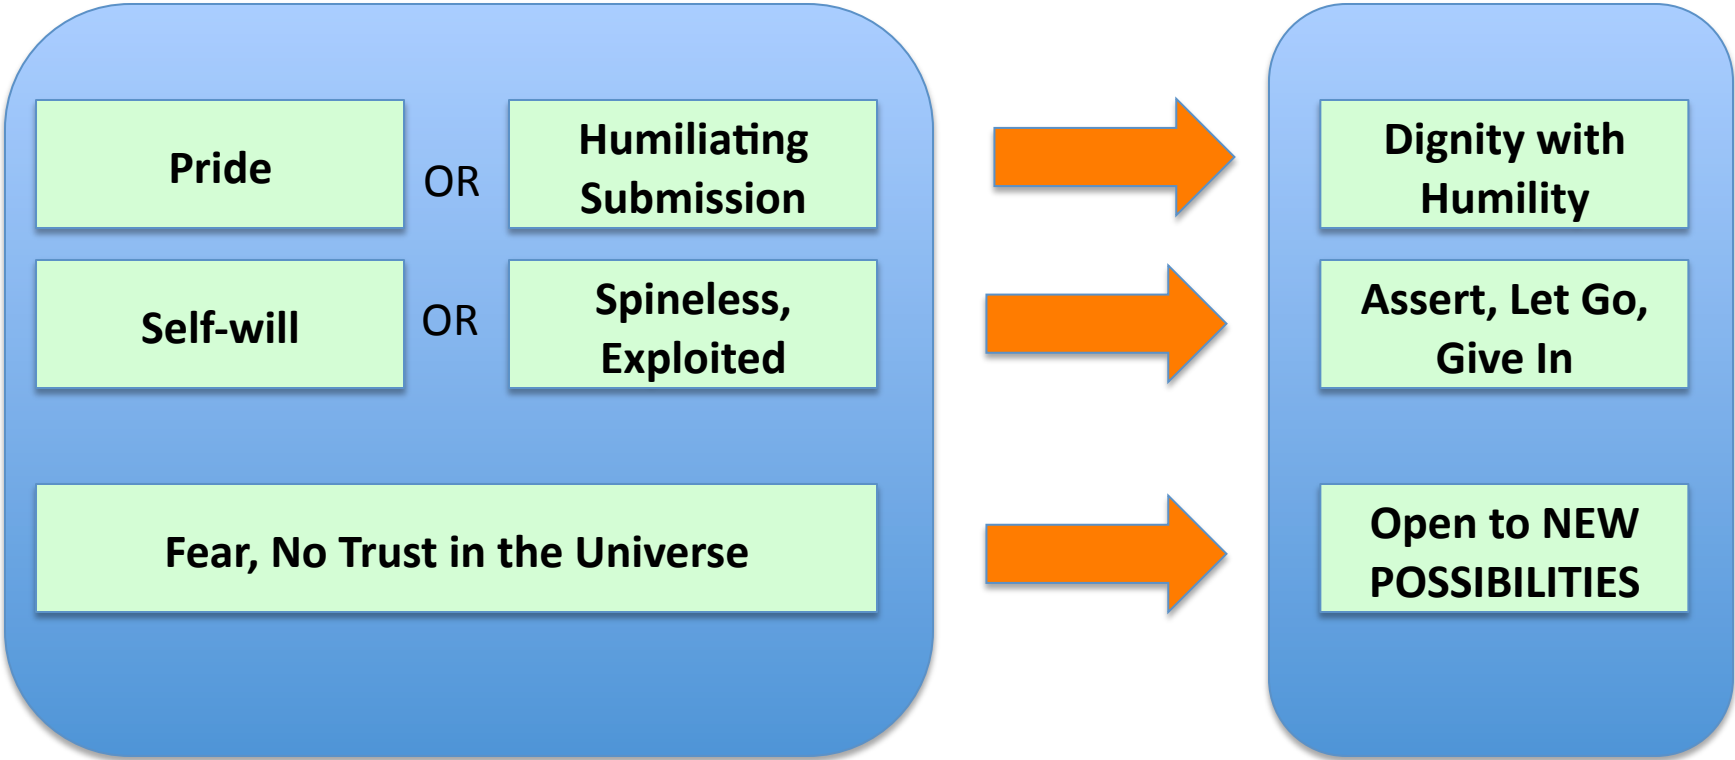 Pride
OR
Humiliating
Submission
Dignity with
Humility
Self-will
OR
Spineless,
Exploited
Assert, Let Go,
Give In
Fear, No Trust in the Universe
Open to NEW
POSSIBILITIES